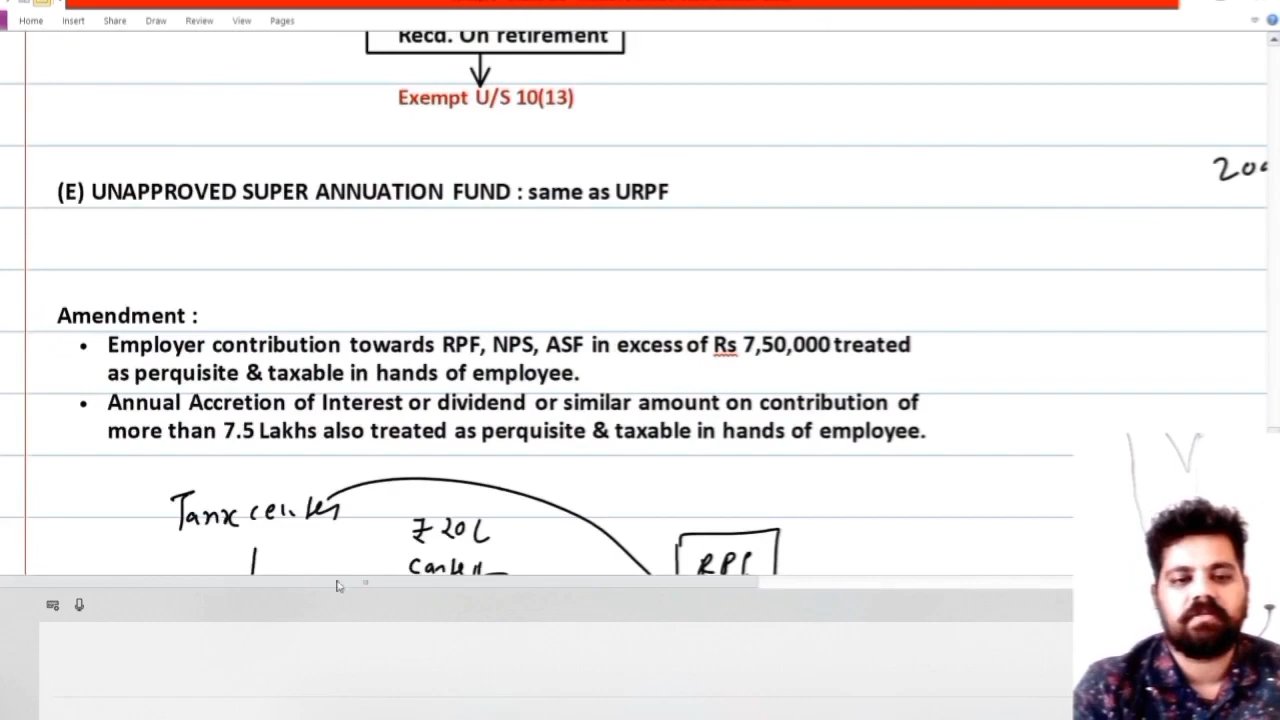 Home Insert Share Draw Review View Pages
Recd. On retirement
Exempt U/S 10(13)
(E) UNAPPROVED SUPER ANNUATION FUND : same as URPF
Amendment :
• Employer contribution towards RPF, NPS, ASF in excess of Rs 7,50,000 treated
as perquisite & taxable in hands of employee.
• Annual Accretion of Interest or dividend or similar amount on contribution of
more than 7.5 Lakhs also treated as perquisite & taxable in hands of employee.
₹ 20L
RPF